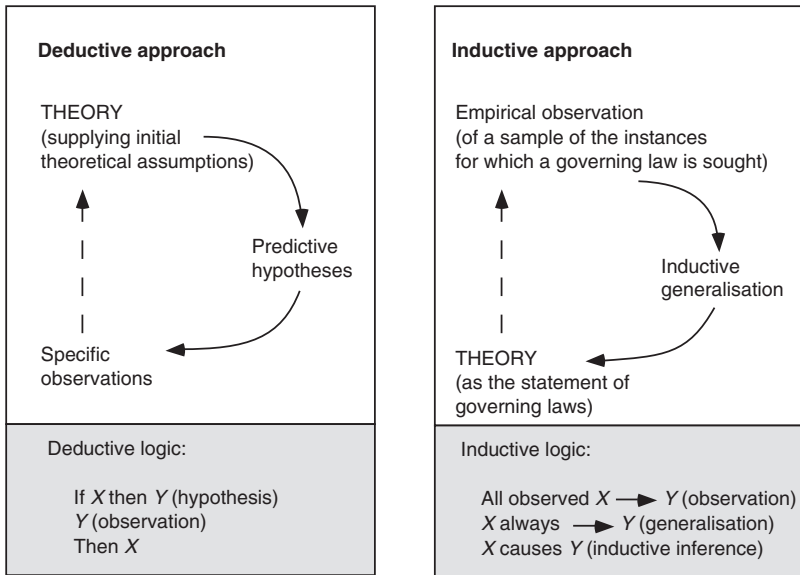 Deductive approach
THEORY
(supplying initial
theoretical assumptions)
Predictive
hypotheses
Specific
observations
Deductive logic:
If X then Y (hypothesis)
Y (observation)
Then X
Inductive approach
Empirical observation
(of a sample of the instances
for which a governing law is sought)
Inductive
generalisation
THEORY
(as the statement of
governing laws)
Inductive logic:
All observed X → Y (observation)
X always → Y (generalisation)
X causes Y (inductive inference)